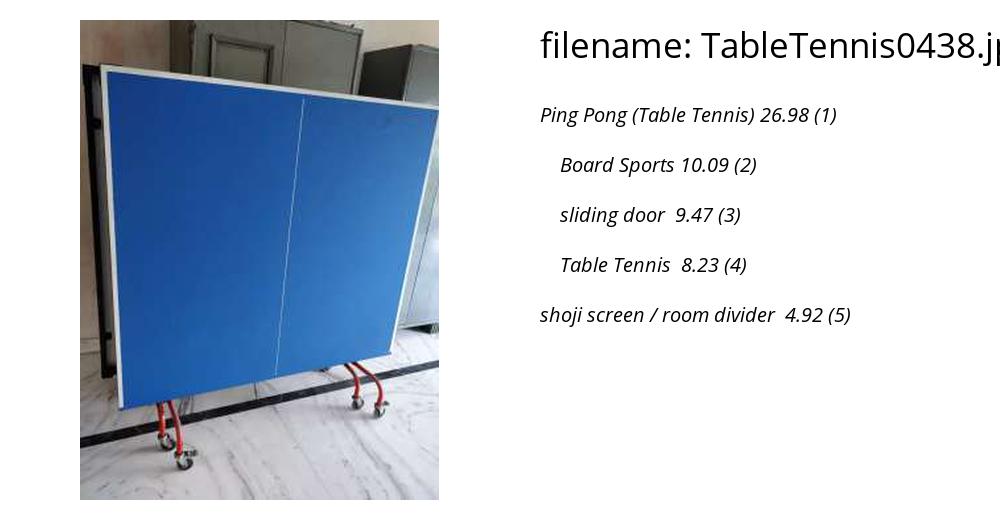 filename: TableTennis0438.jp
Ping Pong (Table Tennis) 26.98 (1)
Board Sports 10.09 (2)
sliding door 9.47 (3)
Table Tennis 8.23 (4)
shoji screen / room divider 4.92 (5)